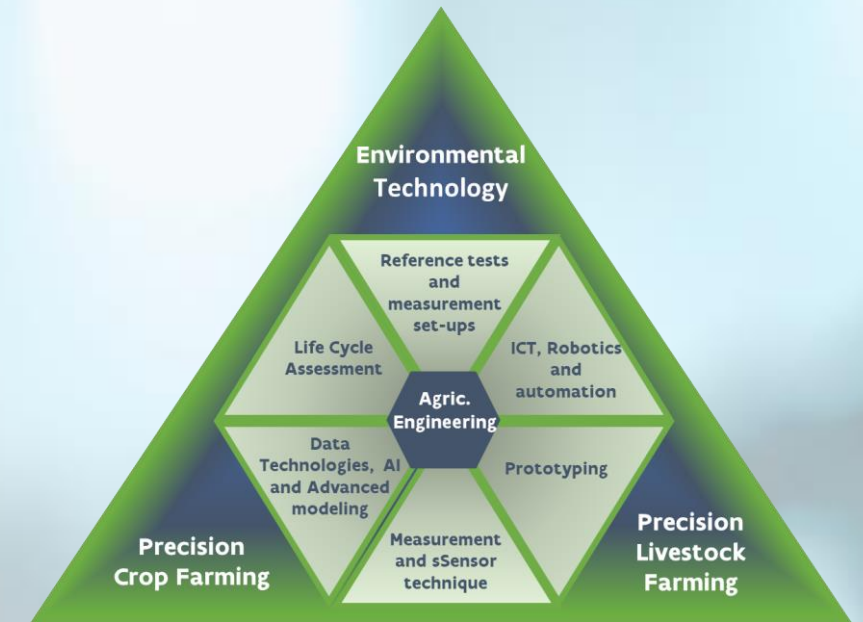 Environmental
Technology
Reference tests
and
measurement
set-ups
Life Cycle
Assessment
ICT, Robotics
and
automation
Agric.
Engineering
Data
Technologies, AI
and Advanced
modeling
Prototyping
Measurement
and sSensor
technique
Precision
Crop Farming
Precision
Livestock
Farming